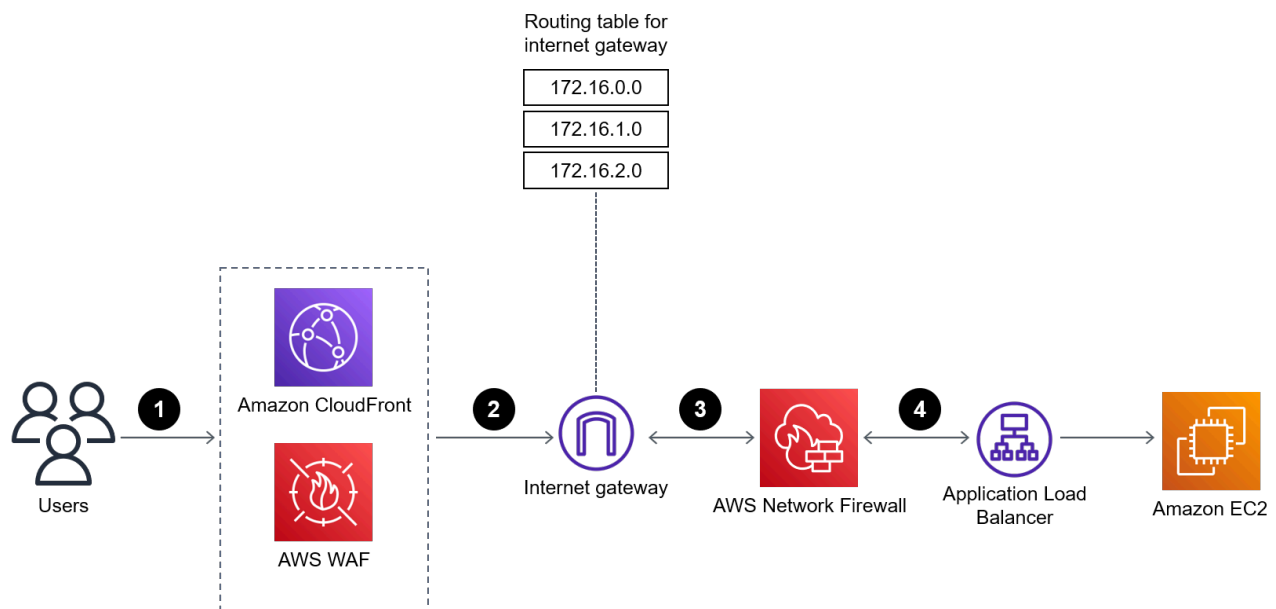 Routing table for
internet gateway
172.16.0.0
172.16.1.0
172.16.2.0
1
2
3
4
Amazon CloudFront
Users
AWS WAF
Internet gateway
AWS Network Firewall
Application Load
Balancer
Amazon EC2